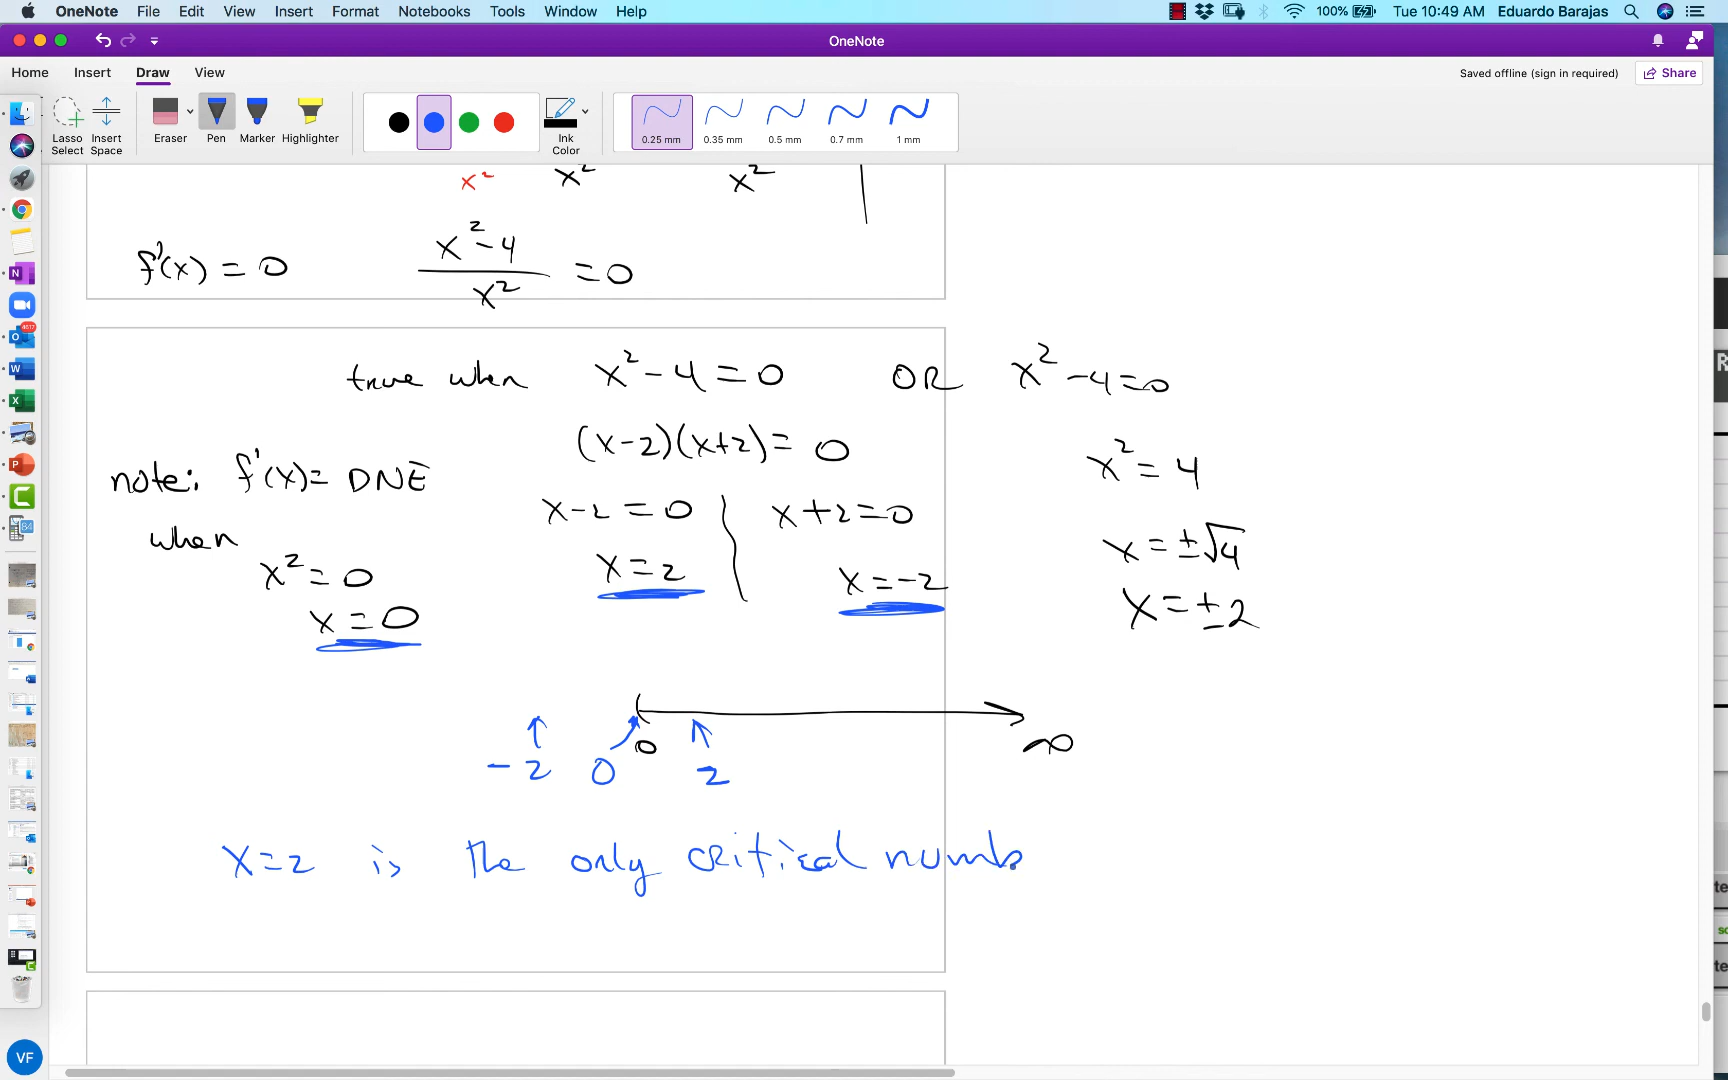 OneNote File Edit View Insert Format Notebooks Tools Window Help 100% Tue 10:49 AM Eduardo Barajas
OneNote
Home Insert Draw View Saved offline (sign in required) Share
Lasso Select
Insert Space
Eraser Pen Marker Highlighter
Ink Color
0.25 mm 0.35 mm 0.5 mm 0.7 mm 1 mm
x² x² x²
f'(x) = 0 (x²-4)/x² = 0
true when x²-4=0 OR x²-4=0
(x-2)(x+2)= 0 x²=4
note: f'(x)= DNE
x-2=0 x+2=0
when x=±√4
x²=0 x=2 x=-2
x=0 x=±2
0 ∞
-2 0 2
x=2 is the only critical numb
VF